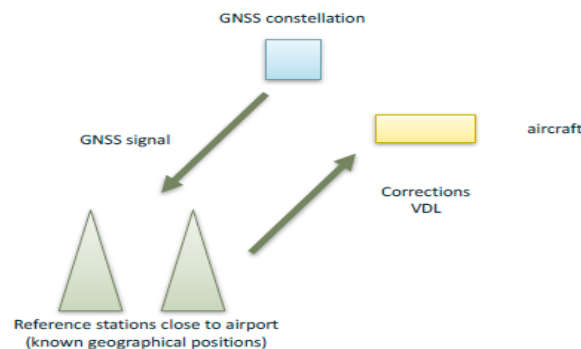 GNSS constellation
GNSS signal
aircraft
Corrections
VDL
Reference stations close to airport
(known geographical positions)